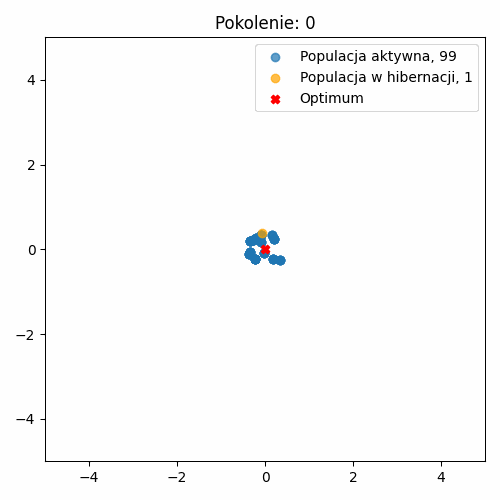 Pokolenie: 0
Populacja aktywna, 99
Populacja w hibernacji, 1
Optimum
4
2
0
−2
−4
−4
−2
0
2
4